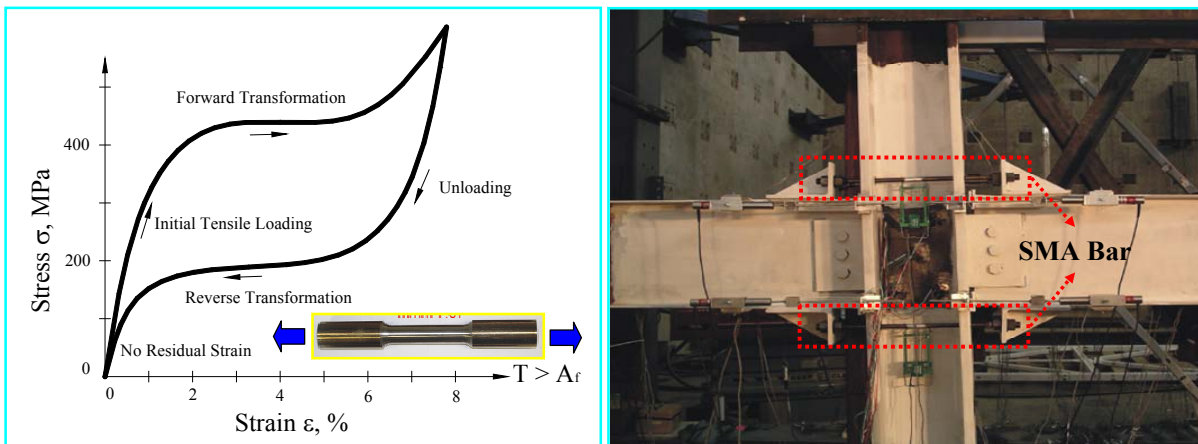 Stress σ, MPa
400
200
0
Forward Transformation
Unloading
Initial Tensile Loading
Reverse Transformation
No Residual Strain
0
2
4
6
8
T > Af
Strain ε, %
SMA Bar